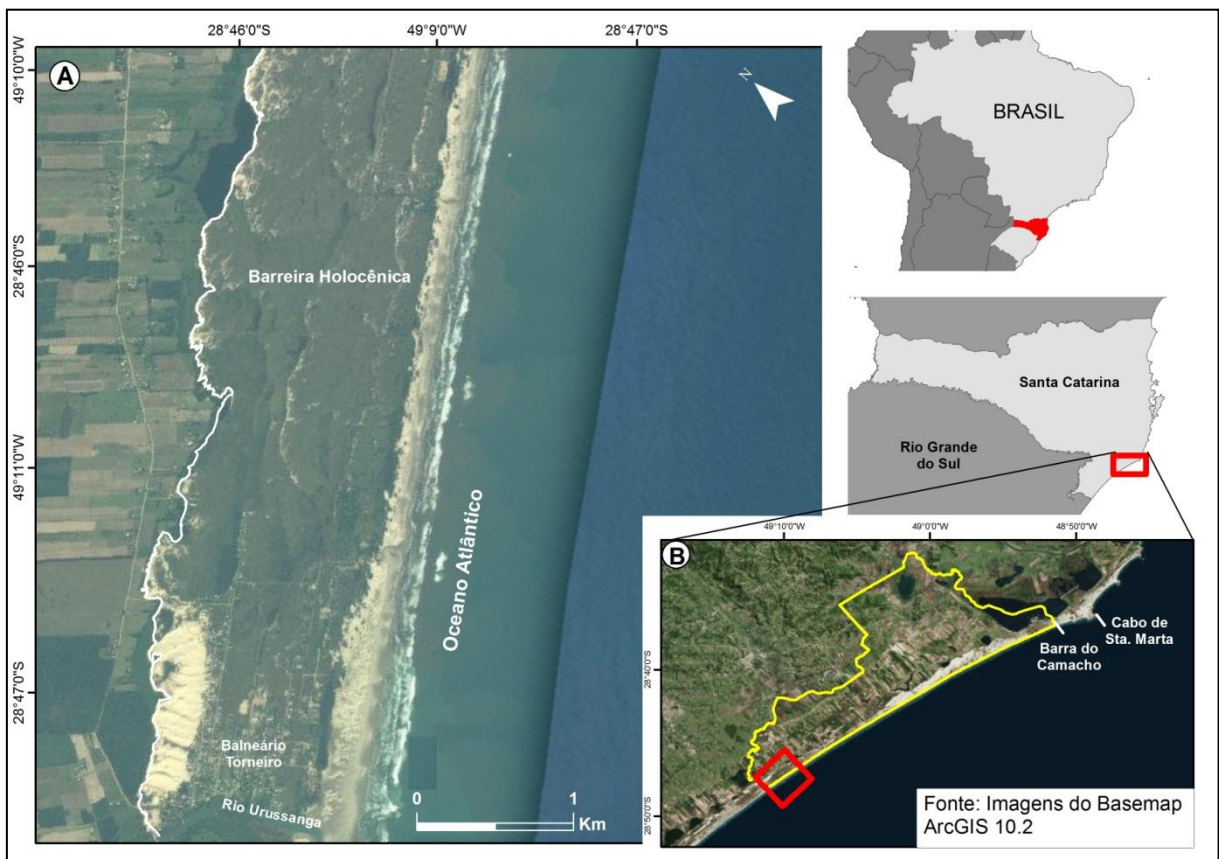 28°46'0"S
49°9'0"W
28°47'0"S
49°10'0"W
A
N
Barreira Holocênica
28°46'0"S
49°11'0"W
Oceano Atlântico
28°47'0"S
Balneário
Torneiro
Rio Urussanga
0
1
Km
BRASIL
Santa Catarina
Rio Grande
do Sul
49°10'0"W
49°0'0"W
48°50'0"W
B
Cabo de
Sta. Marta
Barra do
Camacho
28°40'0"S
28°50'0"S
Fonte: Imagens do Basemap
ArcGIS 10.2